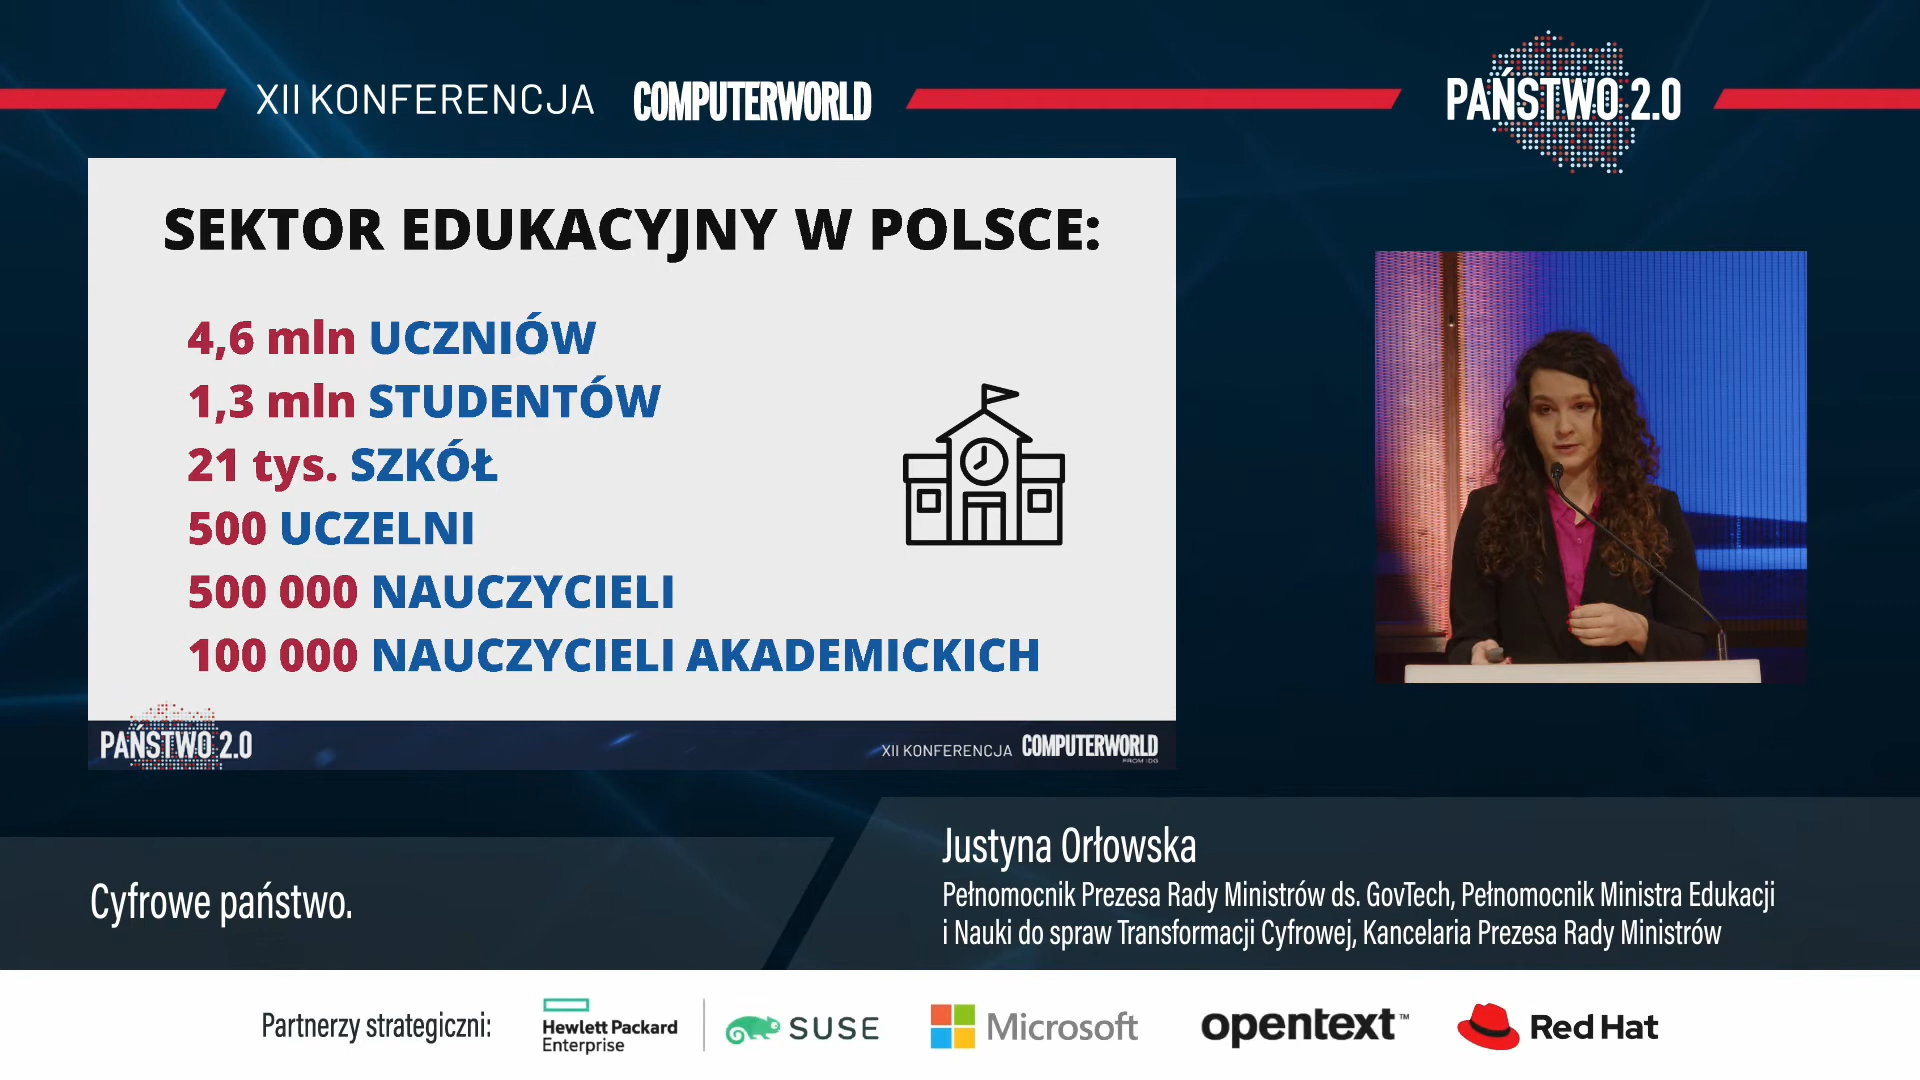 XII KONFERENCJA COMPUTERWORLD
PAŃSTWO 2.0
SEKTOR EDUKACYJNY W POLSCE:
4,6 mln UCZNIÓW
1,3 mln STUDENTÓW
21 tys. SZKÓŁ
500 UCZELNI
500 000 NAUCZYCIELI
100 000 NAUCZYCIELI AKADEMICKICH
PAŃSTWO 2.0
XII KONFERENCJA COMPUTERWORLD
FROM IDG
Cyfrowe państwo.
Justyna Orłowska
Pełnomocnik Prezesa Rady Ministrów ds. GovTech, Pełnomocnik Ministra Edukacji
i Nauki do spraw Transformacji Cyfrowej, Kancelaria Prezesa Rady Ministrów
Partnerzy strategiczni:
Hewlett Packard
Enterprise
SUSE
Microsoft
opentext™
Red Hat